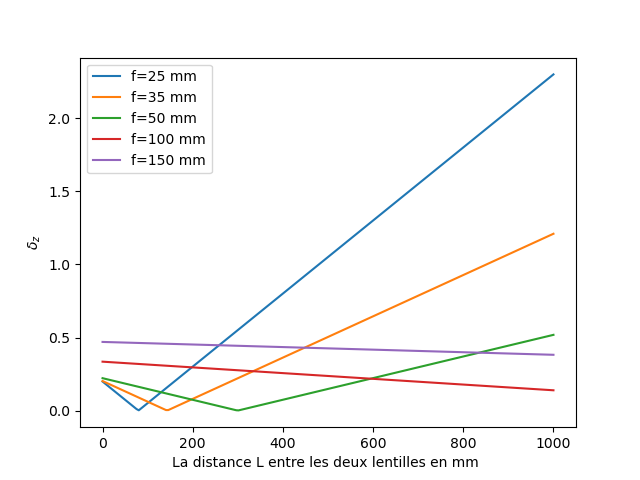 f=25 mm
f=35 mm
f=50 mm
f=100 mm
f=150 mm
2.0
1.5
1.0
0.5
0.0
δz
0 200 400 600 800 1000
La distance L entre les deux lentilles en mm